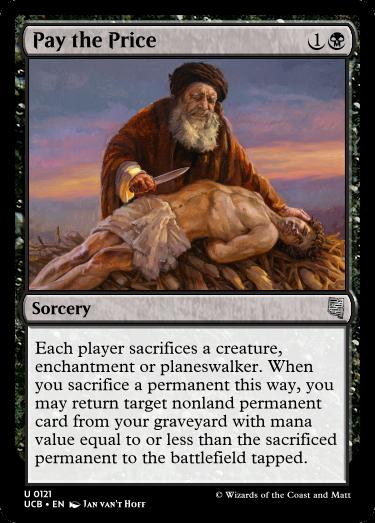 Pay the Price 1
Sorcery
Each player sacrifices a creature,
enchantment or planeswalker. When
you sacrifice a permanent this way, you
may return target nonland permanent
card from your graveyard with mana
value equal to or less than the sacrificed
permanent to the battlefield tapped.
U 0121
UCB • EN Jan van't Hoff
© Wizards of the Coast and Matt